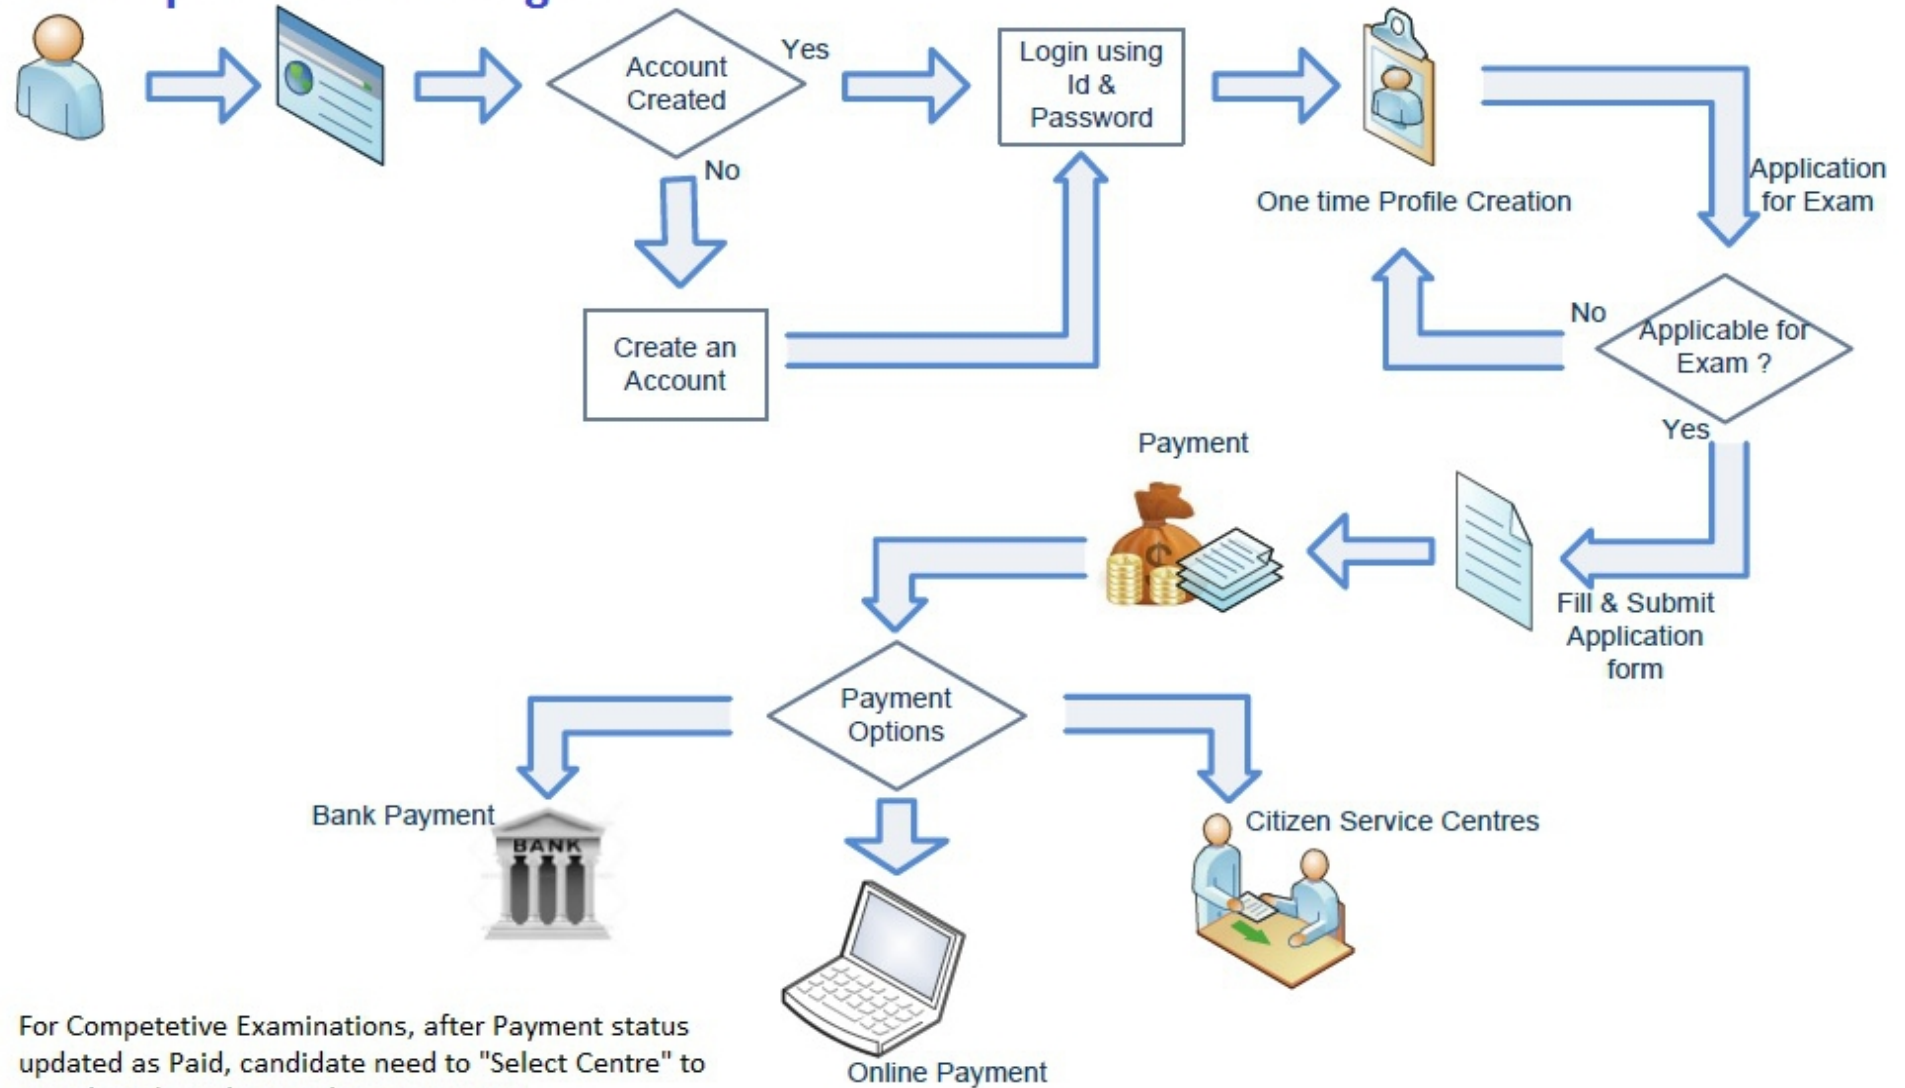 Account
Created
Yes
No
Login using
Id &
Password
One time Profile Creation
Application
for Exam
Create an
Account
No
Applicable for
Exam ?
Yes
Payment
Fill & Submit
Application
form
Payment
Options
Bank Payment
BANK
Citizen Service Centres
Online Payment
For Competetive Examinations, after Payment status
updated as Paid, candidate need to "Select Centre" to